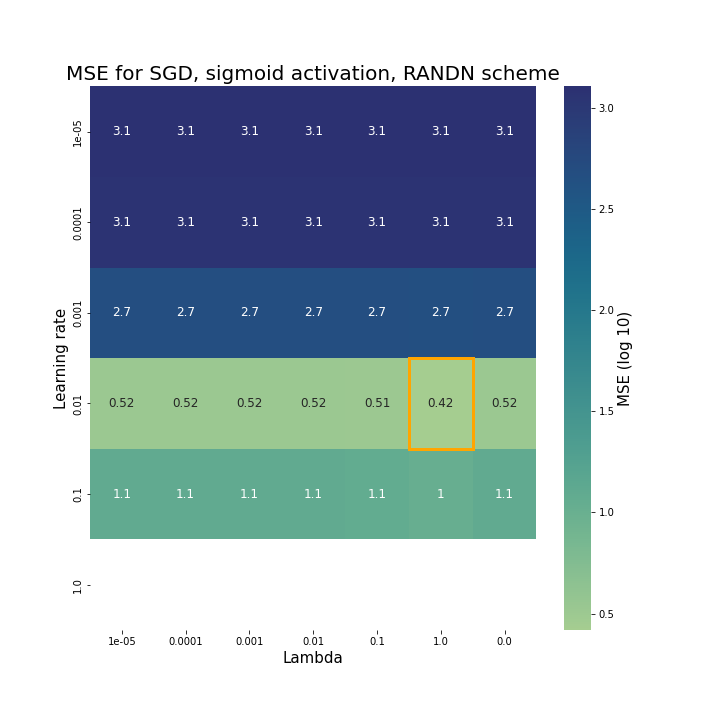 MSE for SGD, sigmoid activation, RANDN scheme
1e-05 3.1 3.1 3.1 3.1 3.1 3.1 3.1
0.0001 3.1 3.1 3.1 3.1 3.1 3.1 3.1
0.001 2.7 2.7 2.7 2.7 2.7 2.7 2.7
0.01 0.52 0.52 0.52 0.52 0.51 0.42 0.52
0.1 1.1 1.1 1.1 1.1 1.1 1 1.1
1.0
Learning rate
1e-05 0.0001 0.001 0.01 0.1 1.0 0.0
Lambda
3.0
2.5
2.0
1.5
1.0
0.5
MSE (log 10)